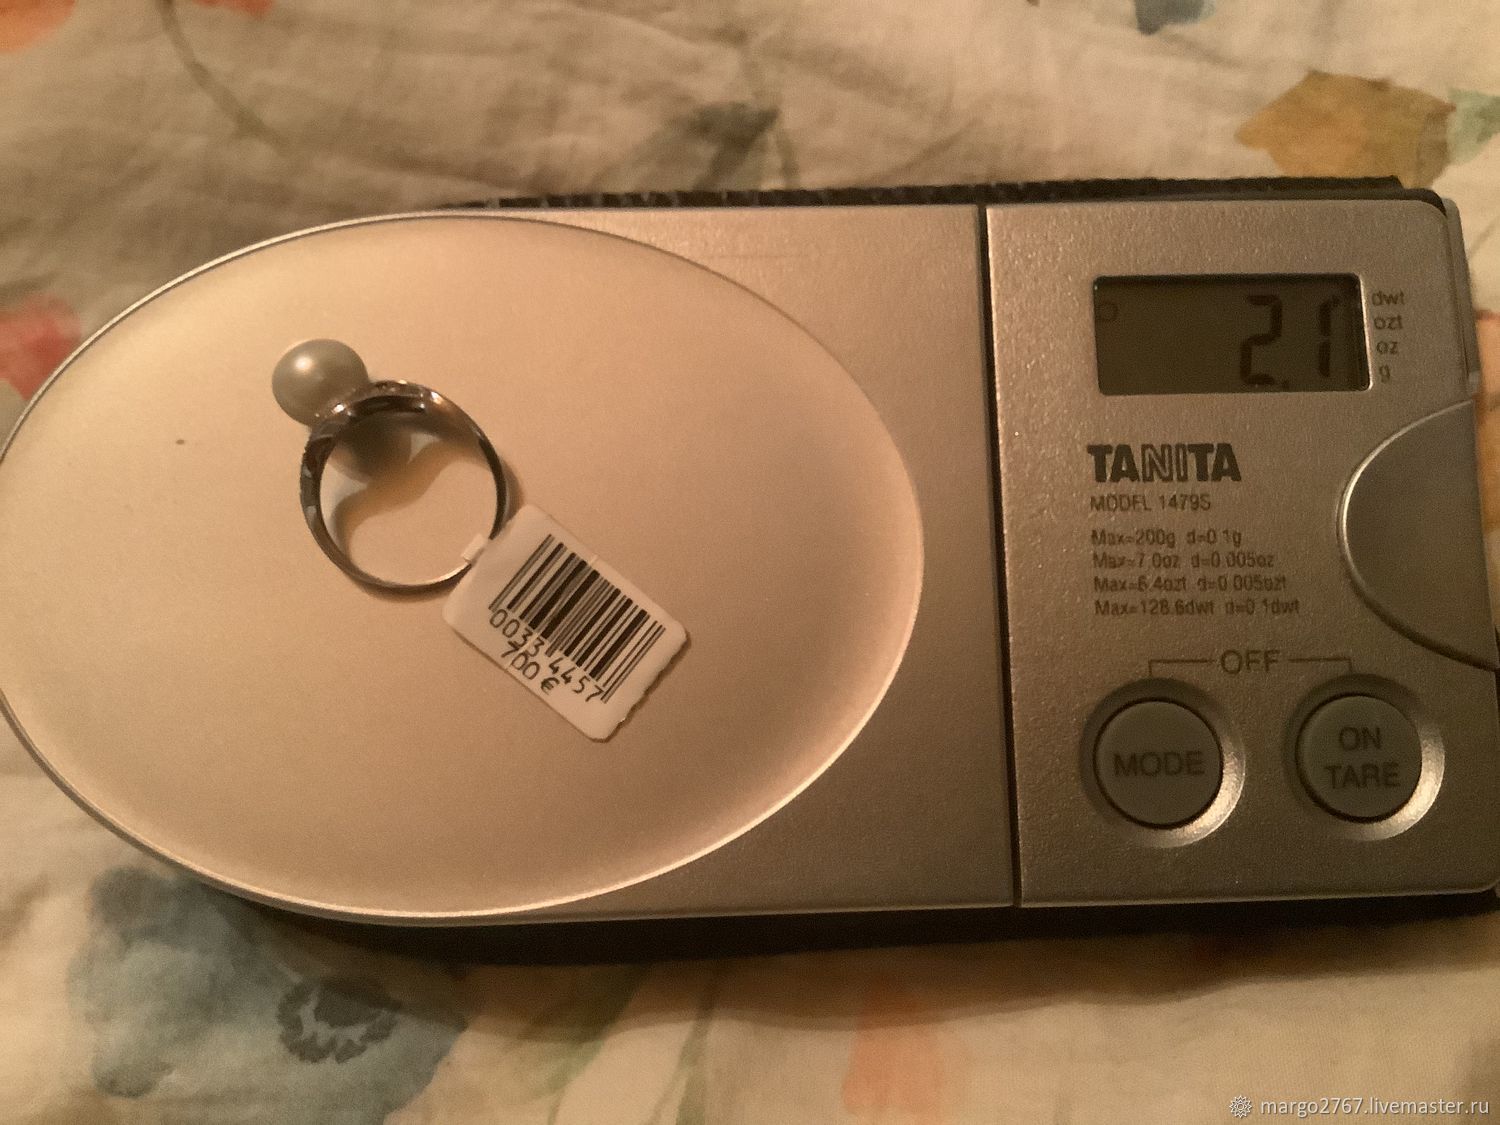 2.1
dwt
ozt
oz
g
TANITA
MODEL 1479S
Max=200g d=0.1g
Max=7.0oz d=0.005oz
Max=6.4ozt d=0.005ozt
Max=128.6dwt d=0.1dwt
OFF
MODE
ON
TARE
0033 4457
700 €
margo2767.livemaster.ru